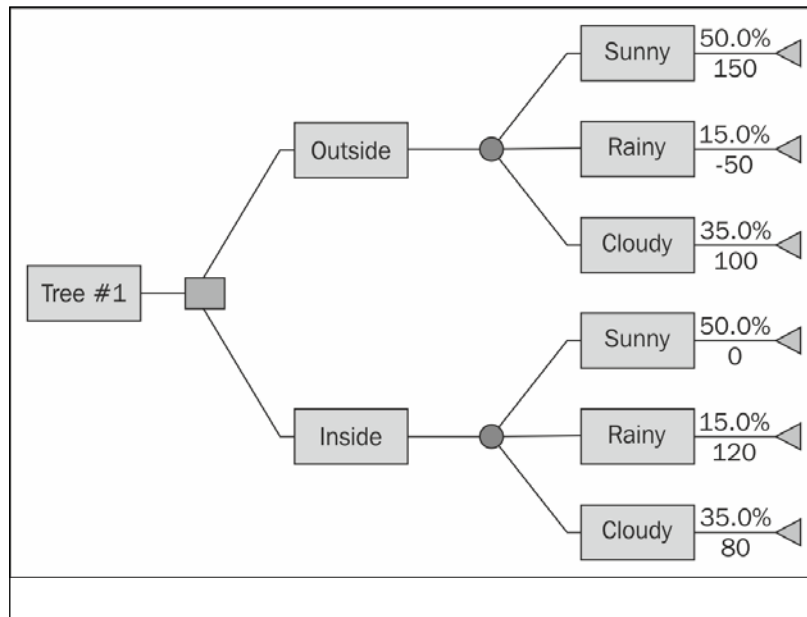 Tree #1
Outside
Sunny
50.0%
150
Rainy
15.0%
-50
Cloudy
35.0%
100
Inside
Sunny
50.0%
0
Rainy
15.0%
120
Cloudy
35.0%
80